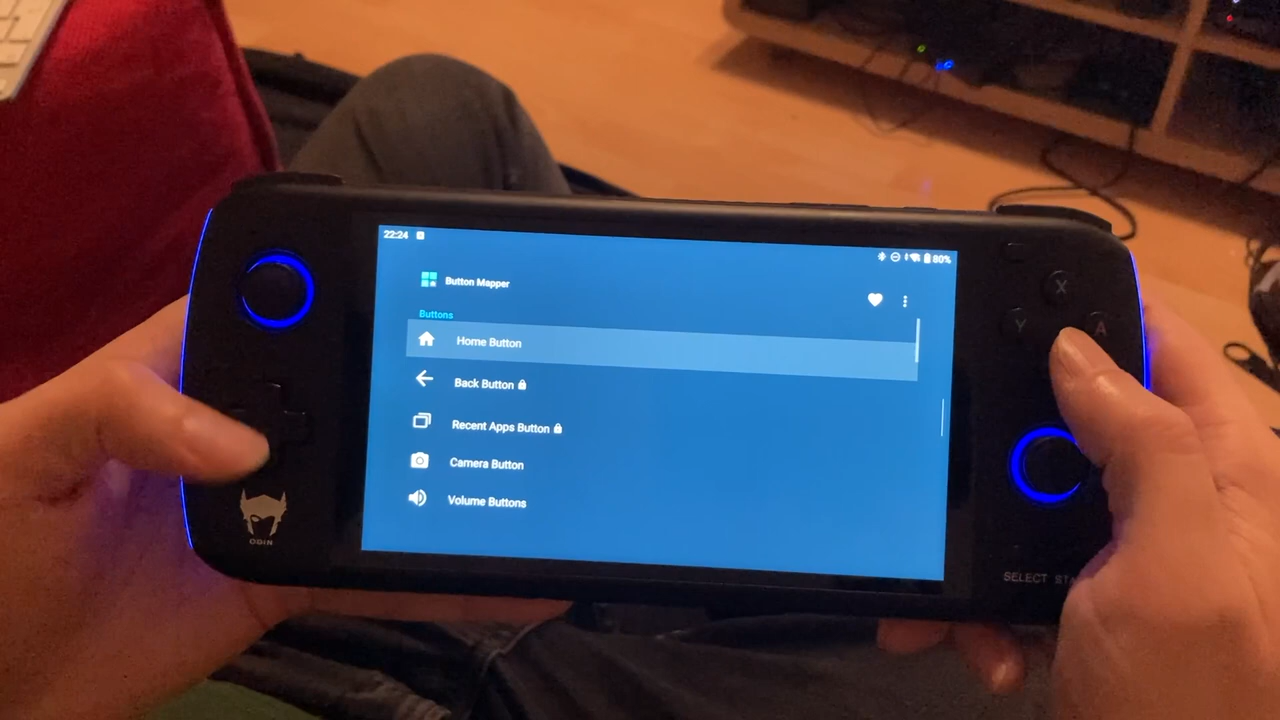 22:24
80%
Button Mapper
Buttons
Home Button
Back Button
Recent Apps Button
Camera Button
Volume Buttons
X
Y
A
ODIN
SELECT STA